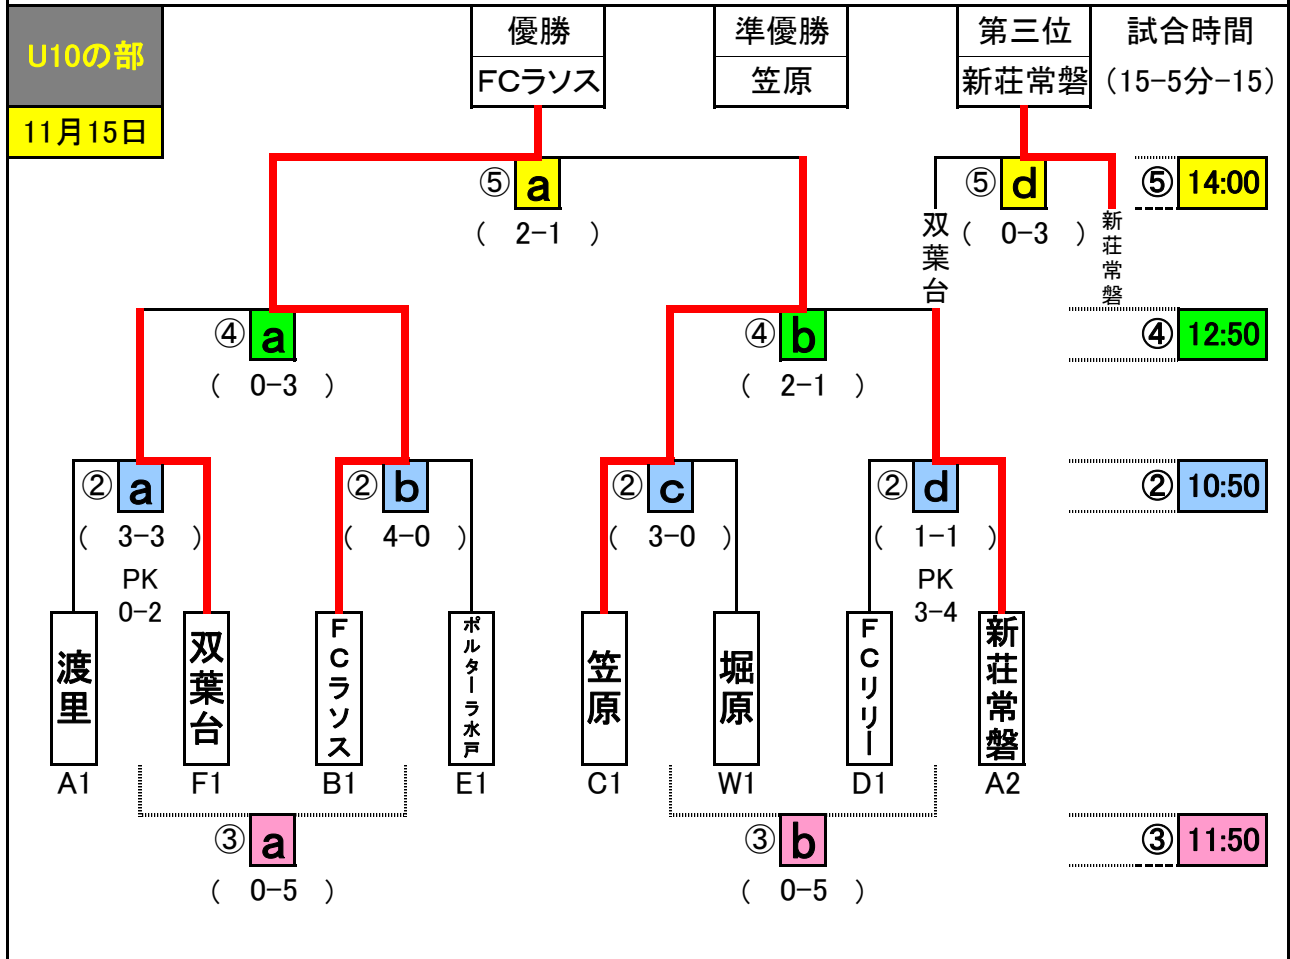 優勝
準優勝
第三位
試合時間
U10の部
FCラソス
笠原
新荘常磐
(15-5分-15)
11月15日
⑤ a
⑤ d
⑤ 14:00
( 2-1 )
双葉台
( 0-3 )
新荘常磐
④ a
④ b
④ 12:50
( 0-3 )
( 2-1 )
② a
② b
② c
② d
② 10:50
( 3-3 )
( 4-0 )
( 3-0 )
( 1-1 )
PK
PK
0-2
3-4
渡里
双葉台
FCラソス
ポルターラ水戸
笠原
堀原
FCリリー
新荘常磐
A1
F1
B1
E1
C1
W1
D1
A2
③ a
③ b
③ 11:50
( 0-5 )
( 0-5 )